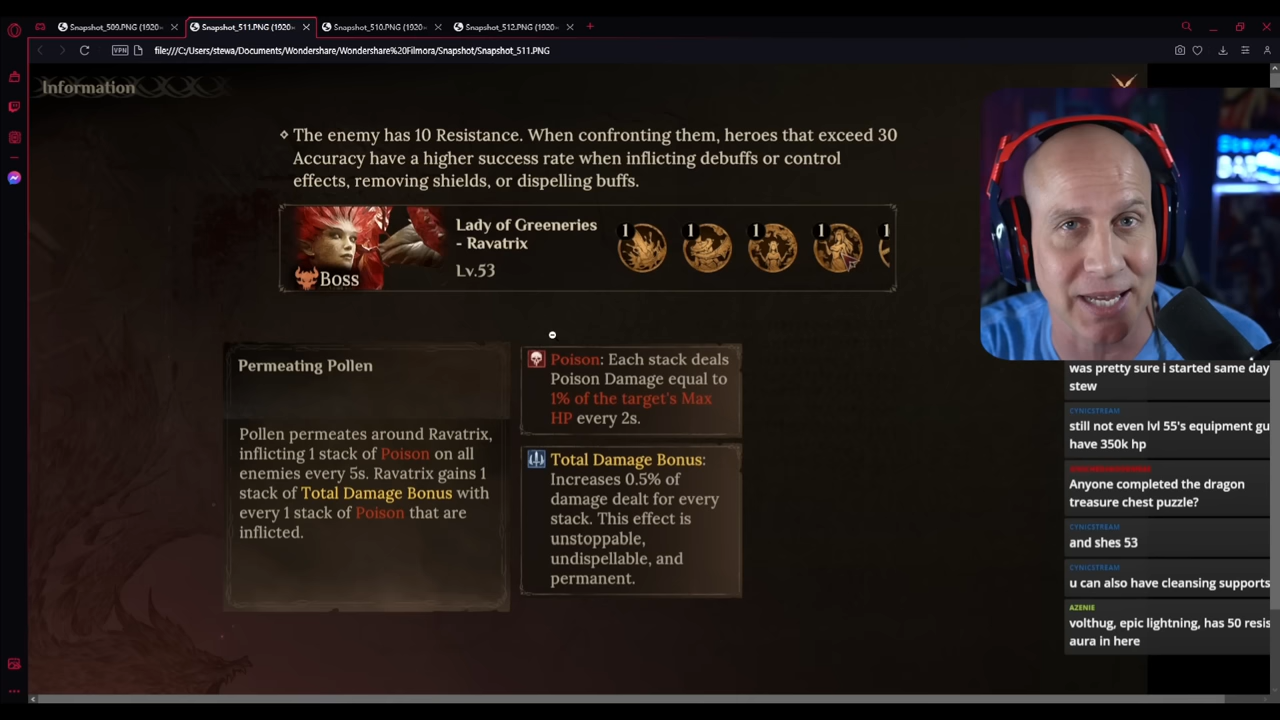 Snapshot_509.PNG (1920×
Snapshot_511.PNG (1920×
Snapshot_510.PNG (1920×
Snapshot_512.PNG (1920×
VPN
file:///C:/Users/stewa/Documents/Wondershare/Wondershare%20Filmora/Snapshot/Snapshot_511.PNG
Information
The enemy has 10 Resistance. When confronting them, heroes that exceed 30
Accuracy have a higher success rate when inflicting debuffs or control
effects, removing shields, or dispelling buffs.
Lady of Greeneries
- Ravatrix
Lv.53
Boss
1
1
1
1
1
Permeating Pollen
Pollen permeates around Ravatrix,
inflicting 1 stack of Poison on all
enemies every 5s. Ravatrix gains 1
stack of Total Damage Bonus with
every 1 stack of Poison that are
inflicted.
Poison: Each stack deals
Poison Damage equal to
1% of the target's Max
HP every 2s.
Total Damage Bonus:
Increases 0.5% of
damage dealt for every
stack. This effect is
unstoppable,
undispellable, and
permanent.
was pretty sure i started same day
stew
CYNICSTREAM
still not even lvl 55's equipment gu
have 350k hp
Anyone completed the dragon
treasure chest puzzle?
CYNICSTREAM
and shes 53
CYNICSTREAM
u can also have cleansing supports
AZENIE
volthug, epic lightning, has 50 resis
aura in here